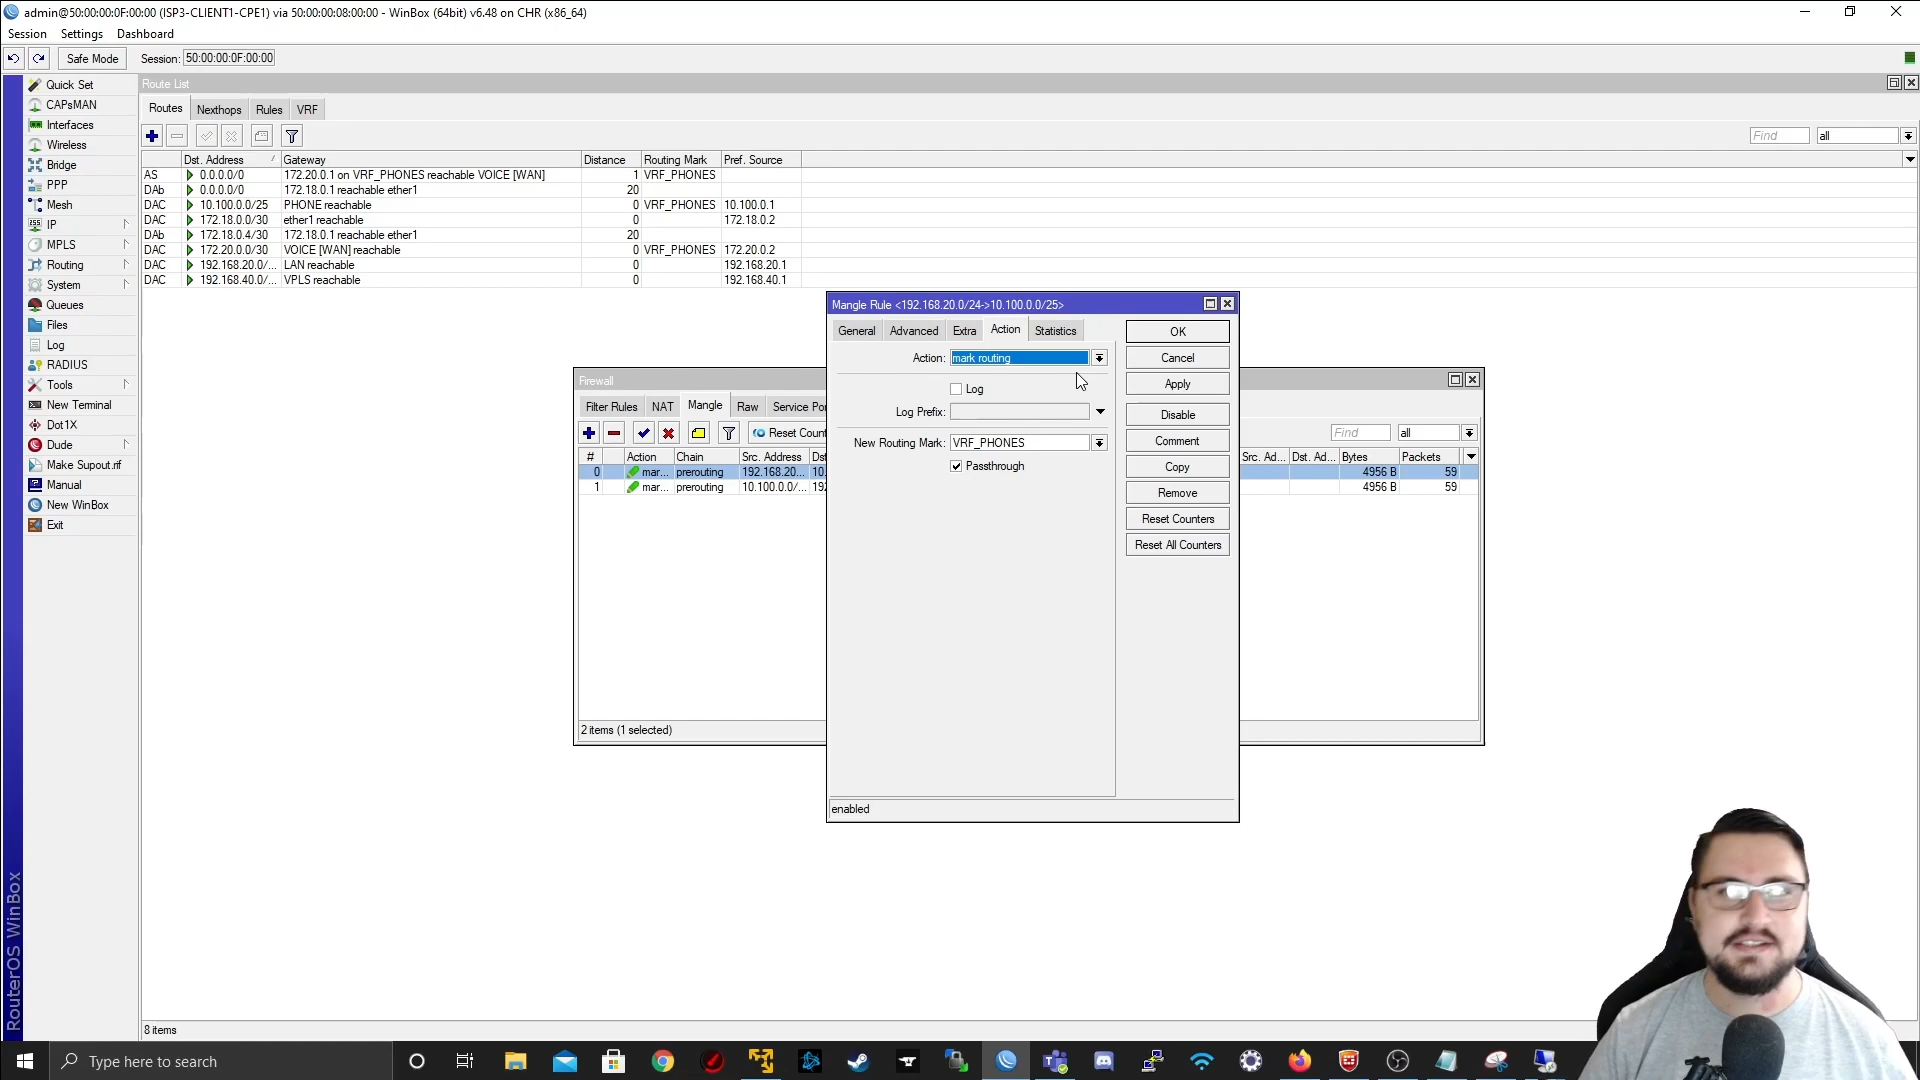 admin@50:00:00:0F:00:00 (ISP3-CLIENT1-CPE1) via 50:00:00:08:00:00 - WinBox (64bit) v6.48 on CHR (x86_64)
Session Settings Dashboard
Safe Mode Session: 50:00:00:0F:00:00
Quick Set
CAPsMAN
Interfaces
Wireless
Bridge
PPP
Mesh
IP
MPLS
Routing
System
Queues
Files
Log
RADIUS
Tools
New Terminal
Dot1X
Dude
Make Supout.rif
Manual
New WinBox
Exit
RouterOS WinBox
Route List
Routes Nexthops Rules VRF
Find all
Dst. Address / Gateway Distance Routing Mark Pref. Source
AS 0.0.0.0/0 172.20.0.1 on VRF_PHONES reachable VOICE [WAN] 1 VRF_PHONES
DAb 0.0.0.0/0 172.18.0.1 reachable ether1 20
DAC 10.100.0.0/25 PHONE reachable 0 VRF_PHONES 10.100.0.1
DAC 172.18.0.0/30 ether1 reachable 0 172.18.0.2
DAb 172.18.0.4/30 172.18.0.1 reachable ether1 20
DAC 172.20.0.0/30 VOICE [WAN] reachable 0 VRF_PHONES 172.20.0.2
DAC 192.168.20.0/... LAN reachable 0 192.168.20.1
DAC 192.168.40.0/... VPLS reachable 0 192.168.40.1
8 items
Firewall
Filter Rules NAT Mangle Raw Service Por
Reset Count
Find all
# Action Chain Src. Address Dst Src. Ad... Dst. Ad... Bytes Packets
0 mar... prerouting 192.168.20... 10. 4956 B 59
1 mar... prerouting 10.100.0.0/... 192 4956 B 59
2 items (1 selected)
Mangle Rule <192.168.20.0/24->10.100.0.0/25>
General Advanced Extra Action Statistics
Action: mark routing
Log
Log Prefix:
New Routing Mark: VRF_PHONES
Passthrough
OK
Cancel
Apply
Disable
Comment
Copy
Remove
Reset Counters
Reset All Counters
enabled
Type here to search